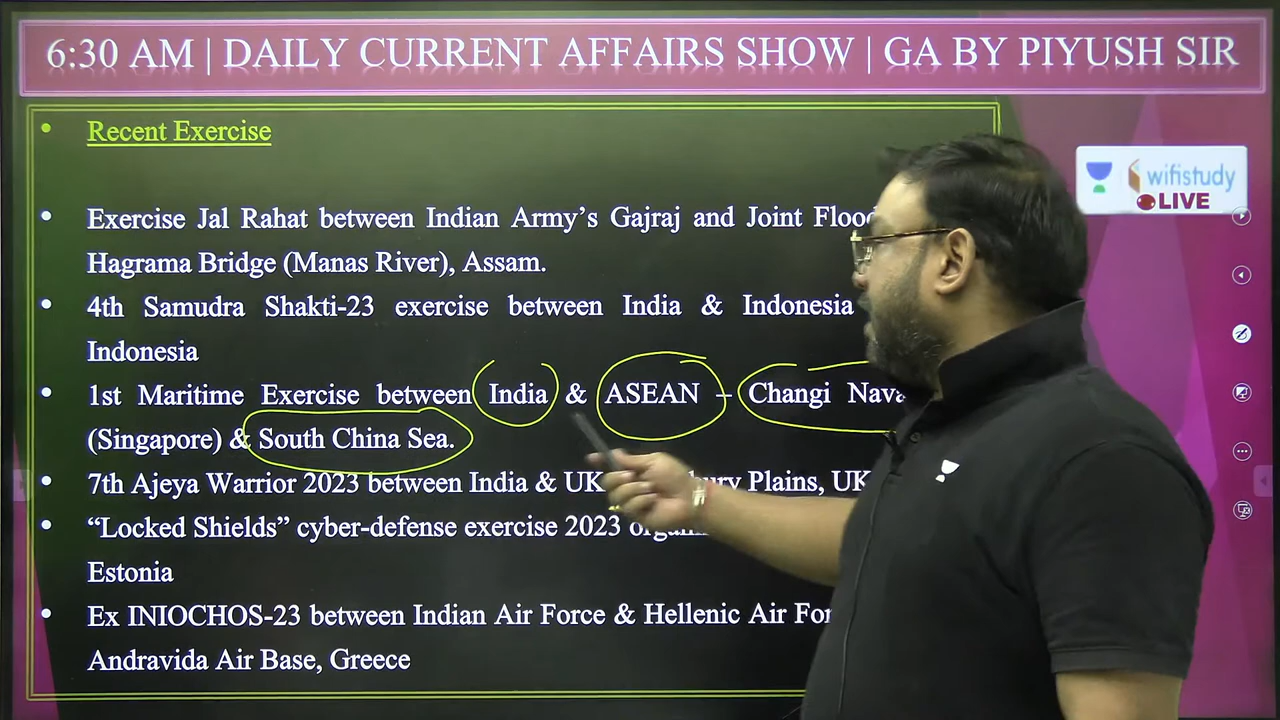 6:30 AM | DAILY CURRENT AFFAIRS SHOW | GA BY PIYUSH SIR
• Recent Exercise
wifistudy
LIVE
• Exercise Jal Rahat between Indian Army’s Gajraj and Joint Flood
Hagrama Bridge (Manas River), Assam.
• 4th Samudra Shakti-23 exercise between India & Indonesia
Indonesia
• 1st Maritime Exercise between India & ASEAN – Changi
(Singapore) & South China Sea.
• 7th Ajeya Warrior 2023 between India & UK Plains, UK
• “Locked Shields” cyber-defense exercise 2023
Estonia
• Ex INIOCHOS-23 between Indian Air Force & Hellenic Air
Andravida Air Base, Greece